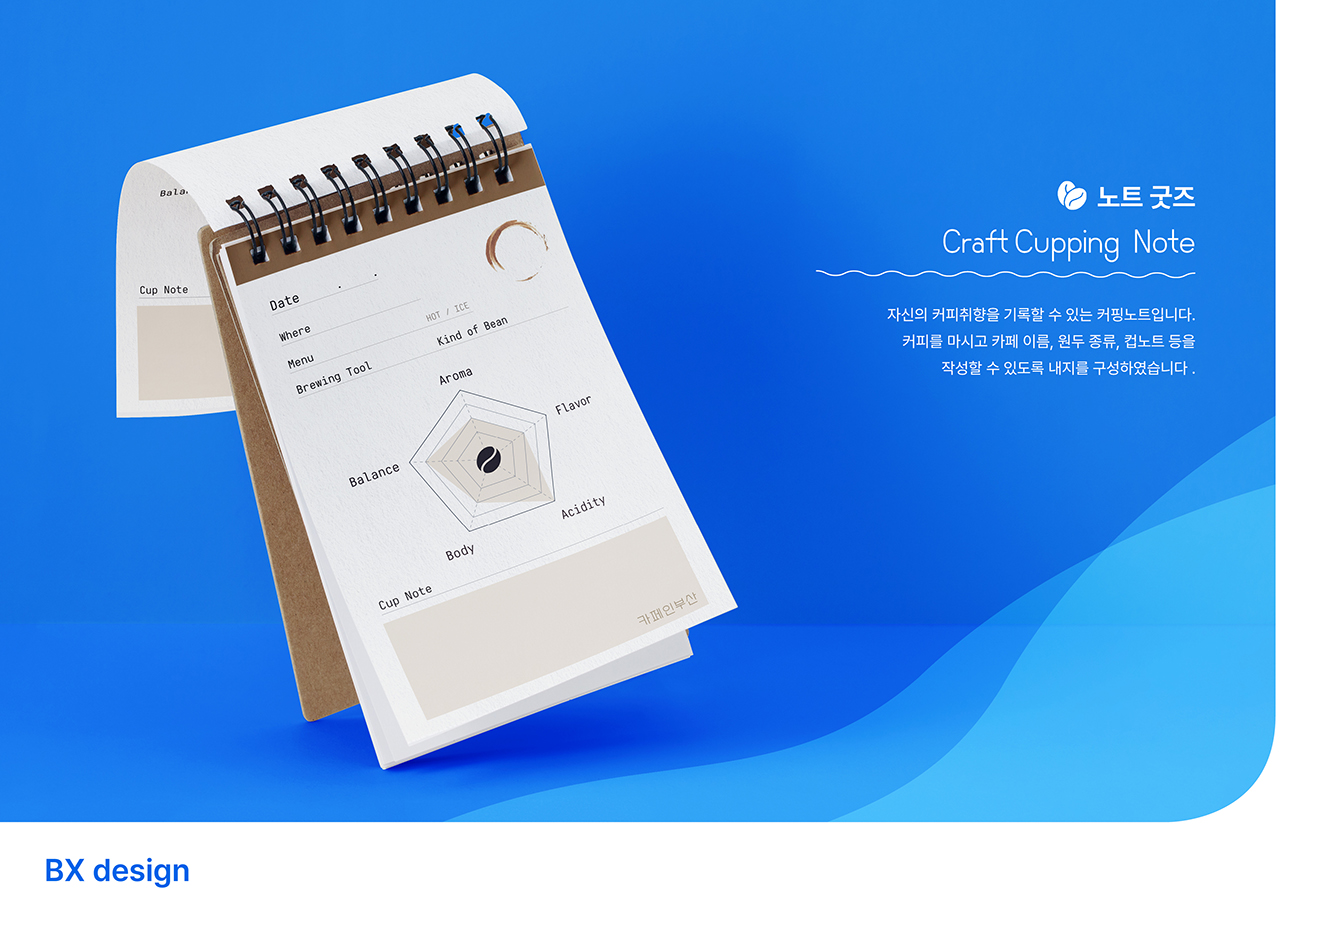 Balan
Cup Note
Date . .
Where
HOT / ICE
Menu
Kind of Bean
Brewing Tool
Aroma
Flavor
Balance
Acidity
Body
Cup Note
카페인부산
노트 굿즈
Craft Cupping Note
자신의 커피취향을 기록할 수 있는 커핑노트입니다.
커피를 마시고 카페 이름, 원두 종류, 컵노트 등을
작성할 수 있도록 내지를 구성하였습니다 .
BX design